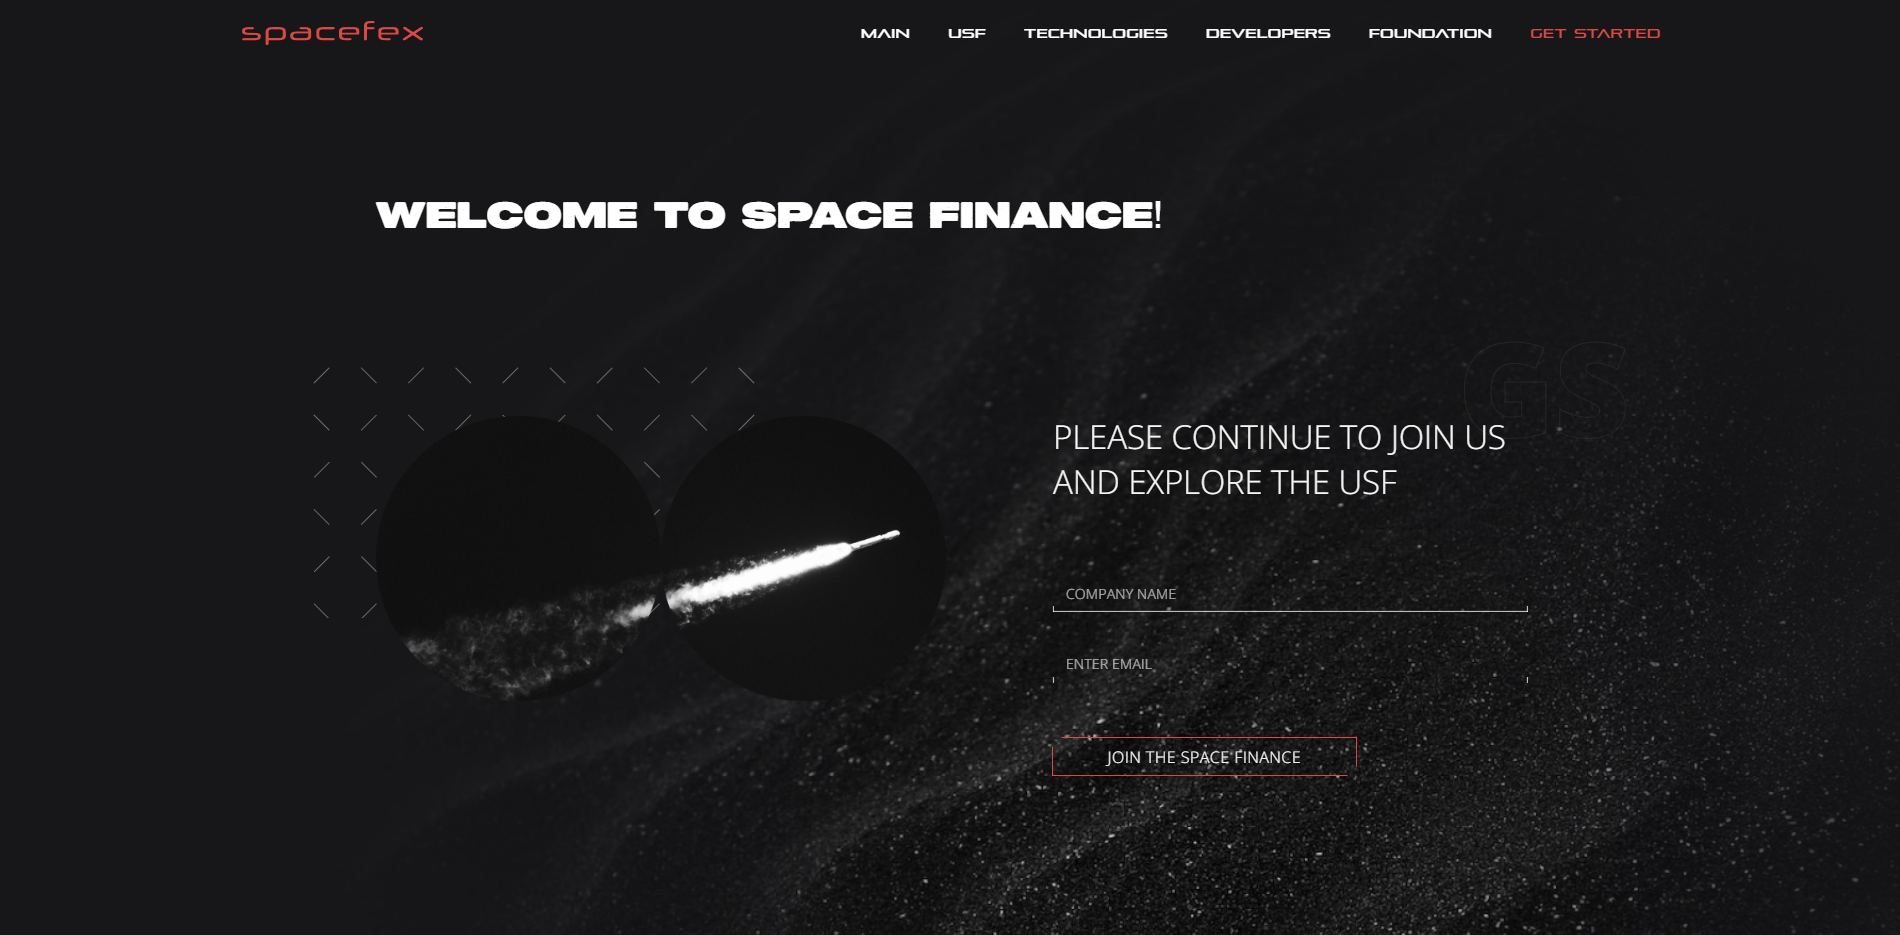 spacefex
MAIN
USF
TECHNOLOGIES
DEVELOPERS
FOUNDATION
GET STARTED
WELCOME TO SPACE FINANCE!
GS
PLEASE CONTINUE TO JOIN US
AND EXPLORE THE USF
COMPANY NAME
ENTER EMAIL
JOIN THE SPACE FINANCE